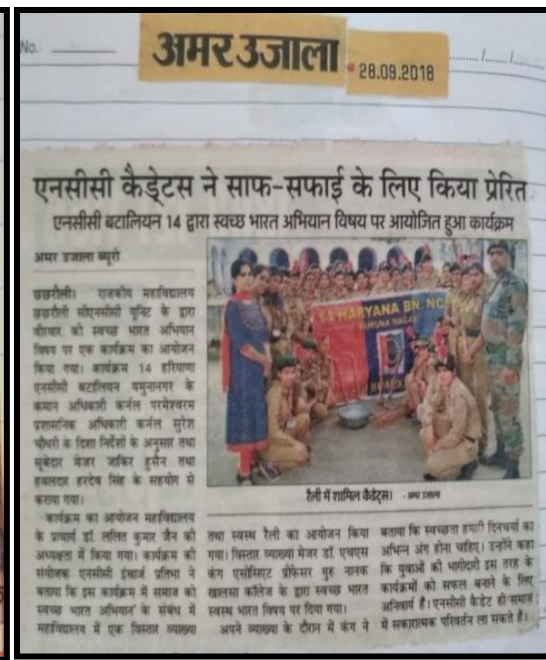 No.
अमर उजाला
28.09.2018
एनसीसी कैडेटस ने साफ-सफाई के लिए किया प्रेरित
एनसीसी बटालियन 14 द्वारा स्वच्छ भारत अभियान विषय पर आयोजित हुआ कार्यक्रम
अमर उजाला ब्यूरो
छछरौली। राजकीय महाविद्यालय
छछरौली सीएनसीसी यूनिट के द्वारा
वीरवार को स्वच्छ भारत अभियान
विषय पर एक कार्यक्रम का आयोजन
किया गया। कार्यक्रम 14 हरियाणा
एनसीसी बटालियन यमुनानगर के
कमान अधिकारी कर्नल परमेश्वरम
प्रशासनिक अधिकारी कर्नल सुरेश
चौधरी के दिशा निर्देशों के अनुसार तथा
सूबेदार मेजर जाकिर हुसैन तथा
हवलदार हरदेव सिंह के सहयोग से
कराया गया।
कार्यक्रम का आयोजन महाविद्यालय
के प्राचार्य डॉ. ललित कुमार जैन की
अध्यक्षता में किया गया। कार्यक्रम की
संयोजक एनसीसी इंचार्ज प्रतिभा ने
बताया कि इस कार्यक्रम में समाज को
स्वच्छ भारत अभियान के संबंध में
महाविद्यालय में एक विस्तार व्याख्या
HARYANA BN. NC
YAMUNA NAGAR
रैली में शामिल कैडेट्स। - अमर उजाला
तथा स्वस्थ रैली का आयोजन किया
गया। विस्तार व्याख्या मेजर डॉ. एचएस
कंग एसोसिएट प्रोफेसर गुरु नानक
खालसा कॉलेज के द्वारा स्वच्छ भारत
स्वस्थ भारत विषय पर दिया गया।
अपने व्याख्या के दौरान में कंग ने
बताया कि स्वच्छता हमारी दिनचर्या का
अभिन्न अंग होना चाहिए। उन्होंने कहा
कि युवाओं की भागीदारी इस तरह के
कार्यक्रमों को सफल बनाने के लिए
अनिवार्य है। एनसीसी कैडेट ही समाज
में सकारात्मक परिवर्तन ला सकते हैं।